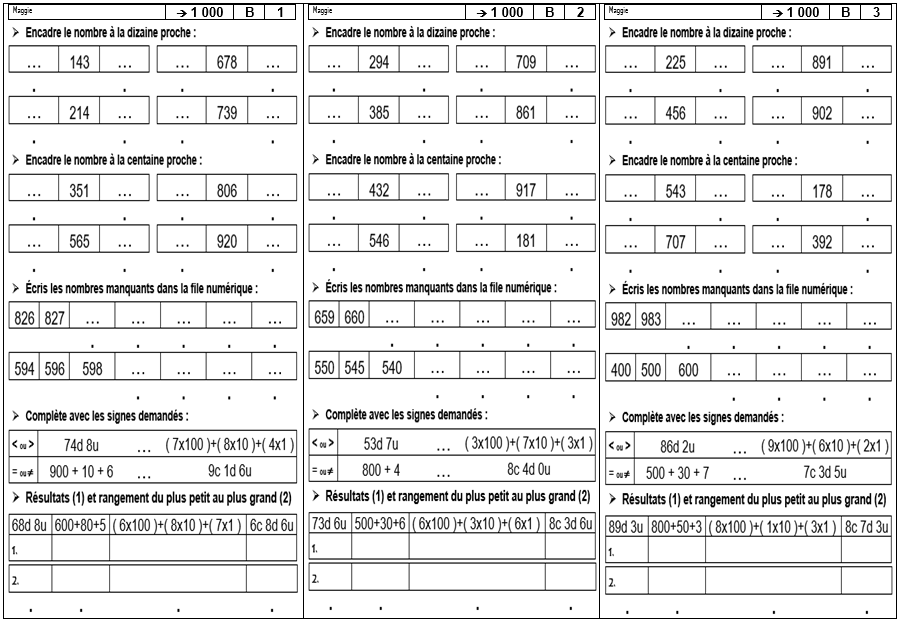 Maggie → 1 000 B 1
➢ Encadre le nombre à la dizaine proche :
... 143 ... ... 678 ...
... 214 ... ... 739 ...
➢ Encadre le nombre à la centaine proche :
... 351 ... ... 806 ...
... 565 ... ... 920 ...
➢ Écris les nombres manquants dans la file numérique :
826 827 ... ... ... ... ...
594 596 598 ... ... ... ...
➢ Complète avec les signes demandés :
< ou > 74d 8u ... ( 7x100 )+( 8x10 )+( 4x1 )
= ou ≠ 900 + 10 + 6 ... 9c 1d 6u
➢ Résultats (1) et rangement du plus petit au plus grand (2)
68d 8u 600+80+5 ( 6x100 )+( 8x10 )+( 7x1 ) 6c 8d 6u
1.
2.
Maggie → 1 000 B 2
➢ Encadre le nombre à la dizaine proche :
... 294 ... ... 709 ...
... 385 ... ... 861 ...
➢ Encadre le nombre à la centaine proche :
... 432 ... ... 917 ...
... 546 ... ... 181 ...
➢ Écris les nombres manquants dans la file numérique :
659 660 ... ... ... ... ...
550 545 540 ... ... ... ...
➢ Complète avec les signes demandés :
< ou > 53d 7u ... ( 3x100 )+( 7x10 )+( 3x1 )
= ou ≠ 800 + 4 ... 8c 4d 0u
➢ Résultats (1) et rangement du plus petit au plus grand (2)
73d 6u 500+30+6 ( 6x100 )+( 3x10 )+( 6x1 ) 8c 3d 6u
1.
2.
Maggie → 1 000 B 3
➢ Encadre le nombre à la dizaine proche :
... 225 ... ... 891 ...
... 456 ... ... 902 ...
➢ Encadre le nombre à la centaine proche :
... 543 ... ... 178 ...
... 707 ... ... 392 ...
➢ Écris les nombres manquants dans la file numérique :
982 983 ... ... ... ... ...
400 500 600 ... ... ... ...
➢ Complète avec les signes demandés :
< ou > 86d 2u ... ( 9x100 )+( 6x10 )+( 2x1 )
= ou ≠ 500 + 30 + 7 ... 7c 3d 5u
➢ Résultats (1) et rangement du plus petit au plus grand (2)
89d 3u 800+50+3 ( 8x100 )+( 1x10 )+( 3x1 ) 8c 7d 3u
1.
2.